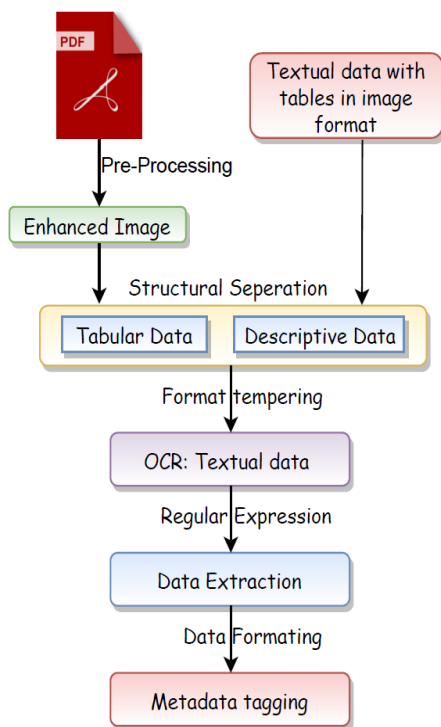 PDF
Textual data with
tables in image
format
Pre-Processing
Enhanced Image
Structural Seperation
Tabular Data
Descriptive Data
Format tempering
OCR: Textual data
Regular Expression
Data Extraction
Data Formating
Metadata tagging